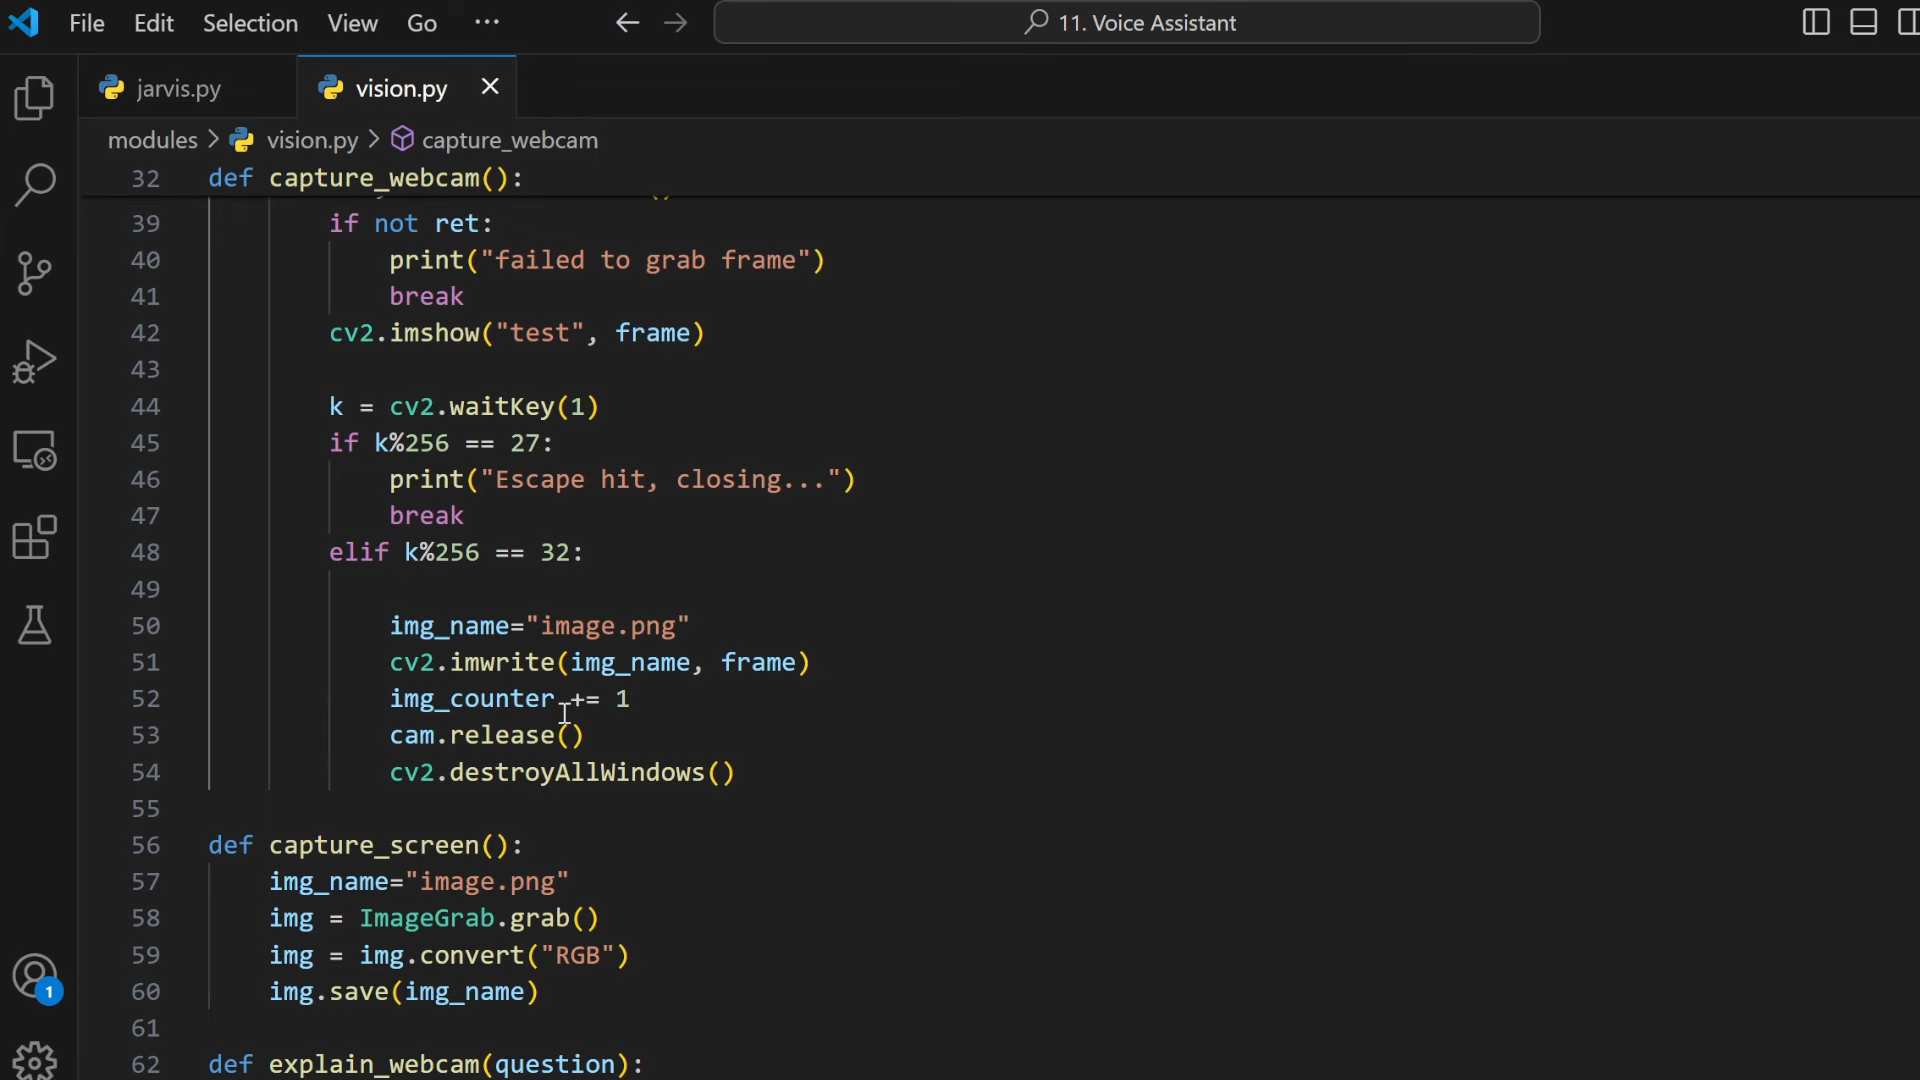 File Edit Selection View Go ··· 11. Voice Assistant
jarvis.py vision.py
modules > vision.py > capture_webcam
32 def capture_webcam():
39 if not ret:
40 print("failed to grab frame")
41 break
42 cv2.imshow("test", frame)
43
44 k = cv2.waitKey(1)
45 if k%256 == 27:
46 print("Escape hit, closing...")
47 break
48 elif k%256 == 32:
49
50 img_name="image.png"
51 cv2.imwrite(img_name, frame)
52 img_counter += 1
53 cam.release()
54 cv2.destroyAllWindows()
55
56 def capture_screen():
57 img_name="image.png"
58 img = ImageGrab.grab()
59 img = img.convert("RGB")
60 img.save(img_name)
61
62 def explain_webcam(question):
1